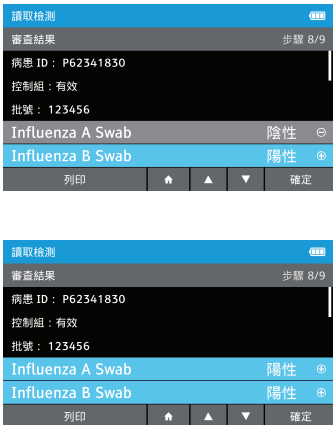 讀取檢測
審查結果 步驟 8/9
病患 ID： P62341830
控制組：有效
批號： 123456
Influenza A Swab 陰性 ⊖
Influenza B Swab 陽性 ⊕
列印 ▲ ▼ 確定
讀取檢測
審查結果 步驟 8/9
病患 ID： P62341830
控制組：有效
批號： 123456
Influenza A Swab 陽性 ⊕
Influenza B Swab 陽性 ⊕
列印 ▲ ▼ 確定